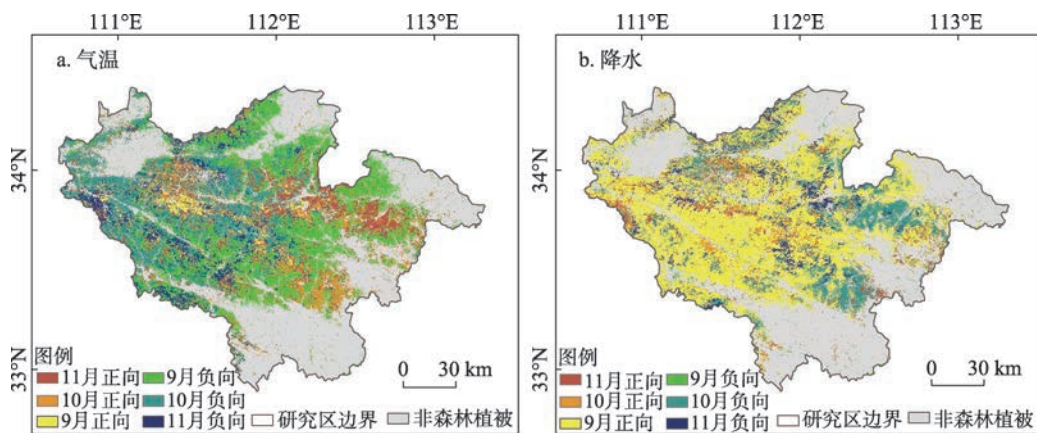 111°E 112°E 113°E
a. 气温
34°N
33°N
图例
11月正向 9月负向
10月正向 10月负向
9月正向 11月负向 研究区边界 非森林植被
0 30 km
111°E 112°E 113°E
b. 降水
34°N
33°N
图例
11月正向 9月负向
10月正向 10月负向
9月正向 11月负向 研究区边界 非森林植被
0 30 km